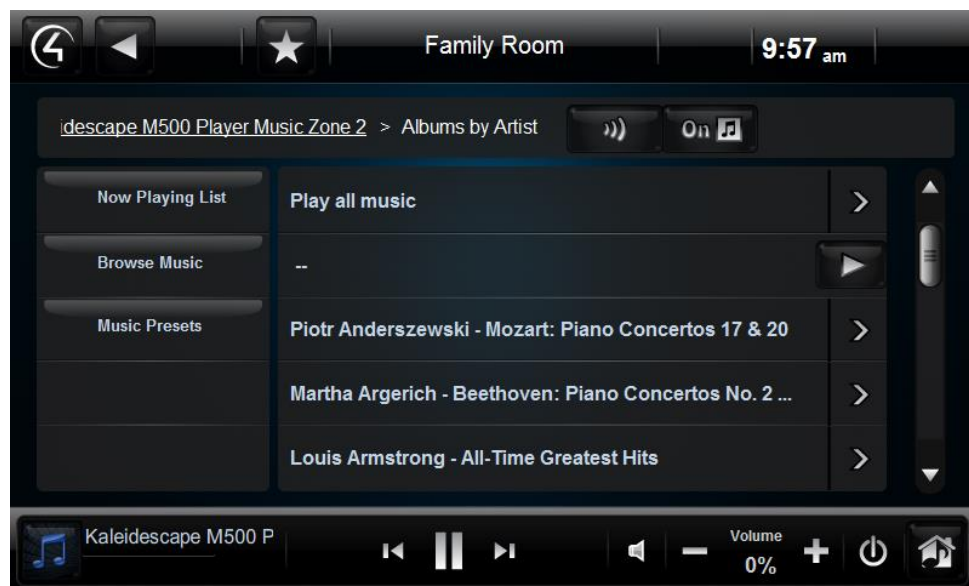 Family Room
9:57 am
idescape M500 Player Music Zone 2 > Albums by Artist
On
Now Playing List
Browse Music
Music Presets
Play all music
--
Piotr Anderszewski - Mozart: Piano Concertos 17 & 20
Martha Argerich - Beethoven: Piano Concertos No. 2 ...
Louis Armstrong - All-Time Greatest Hits
Kaleidescape M500 P
Volume
0%